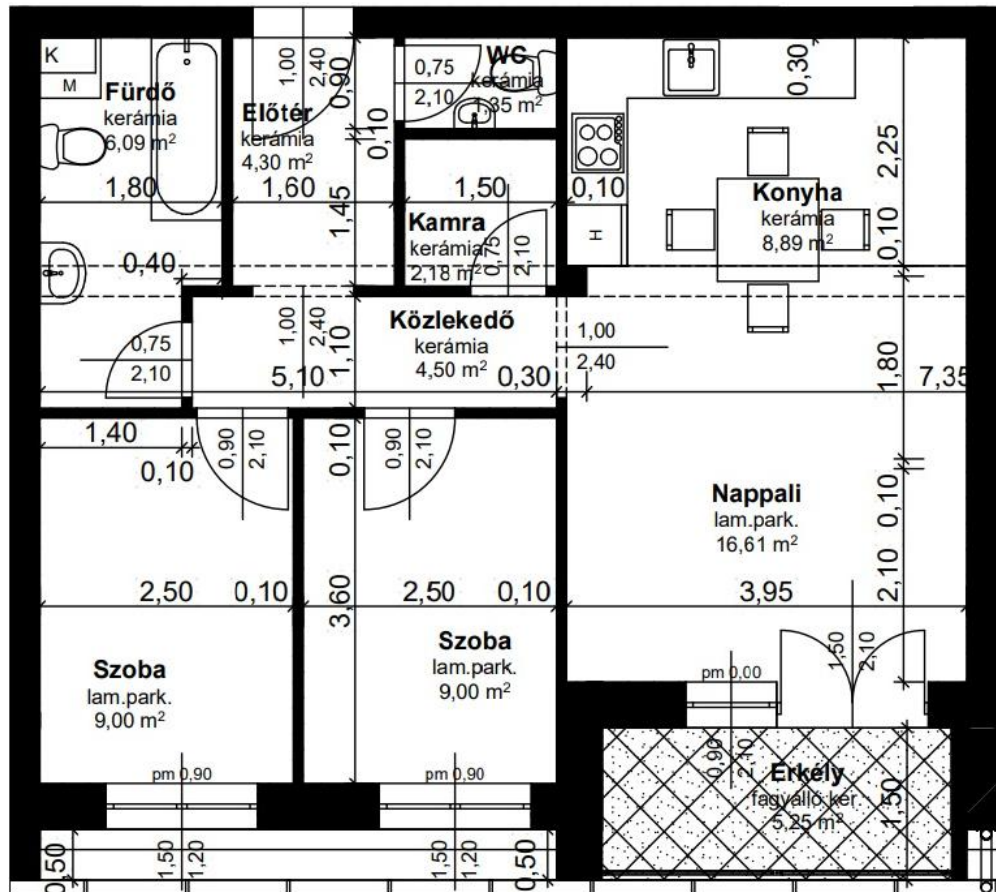 K
M
Fürdő
kerámia
6,09 m²
1,80
0,40
0,75
2,10
1,00
2,40
0,90
0,10
Előtér
kerámia
4,30 m²
1,60
1,45
0,75
2,10
WC
kerámia
1,35 m²
1,50
Kamra
kerámia
2,18 m²
0,75
2,10
0,10
H
0,30
2,25
Konyha
kerámia
8,89 m²
0,10
1,00
2,40
1,10
Közlekedő
kerámia
4,50 m²
5,10
0,30
1,00
2,40
1,80
7,35
1,40
0,10
0,90
2,10
0,10
0,90
2,10
Nappali
lam.park.
16,61 m²
0,10
2,10
2,50
0,10
3,60
2,50
0,10
3,95
Szoba
lam.park.
9,00 m²
Szoba
lam.park.
9,00 m²
1,50
2,10
pm 0,00
pm 0,90
pm 0,90
0,90
2,10
Erkély
fagyálló ker.
5,25 m²
1,50
0,50
1,50
1,20
1,50
1,20
0,50